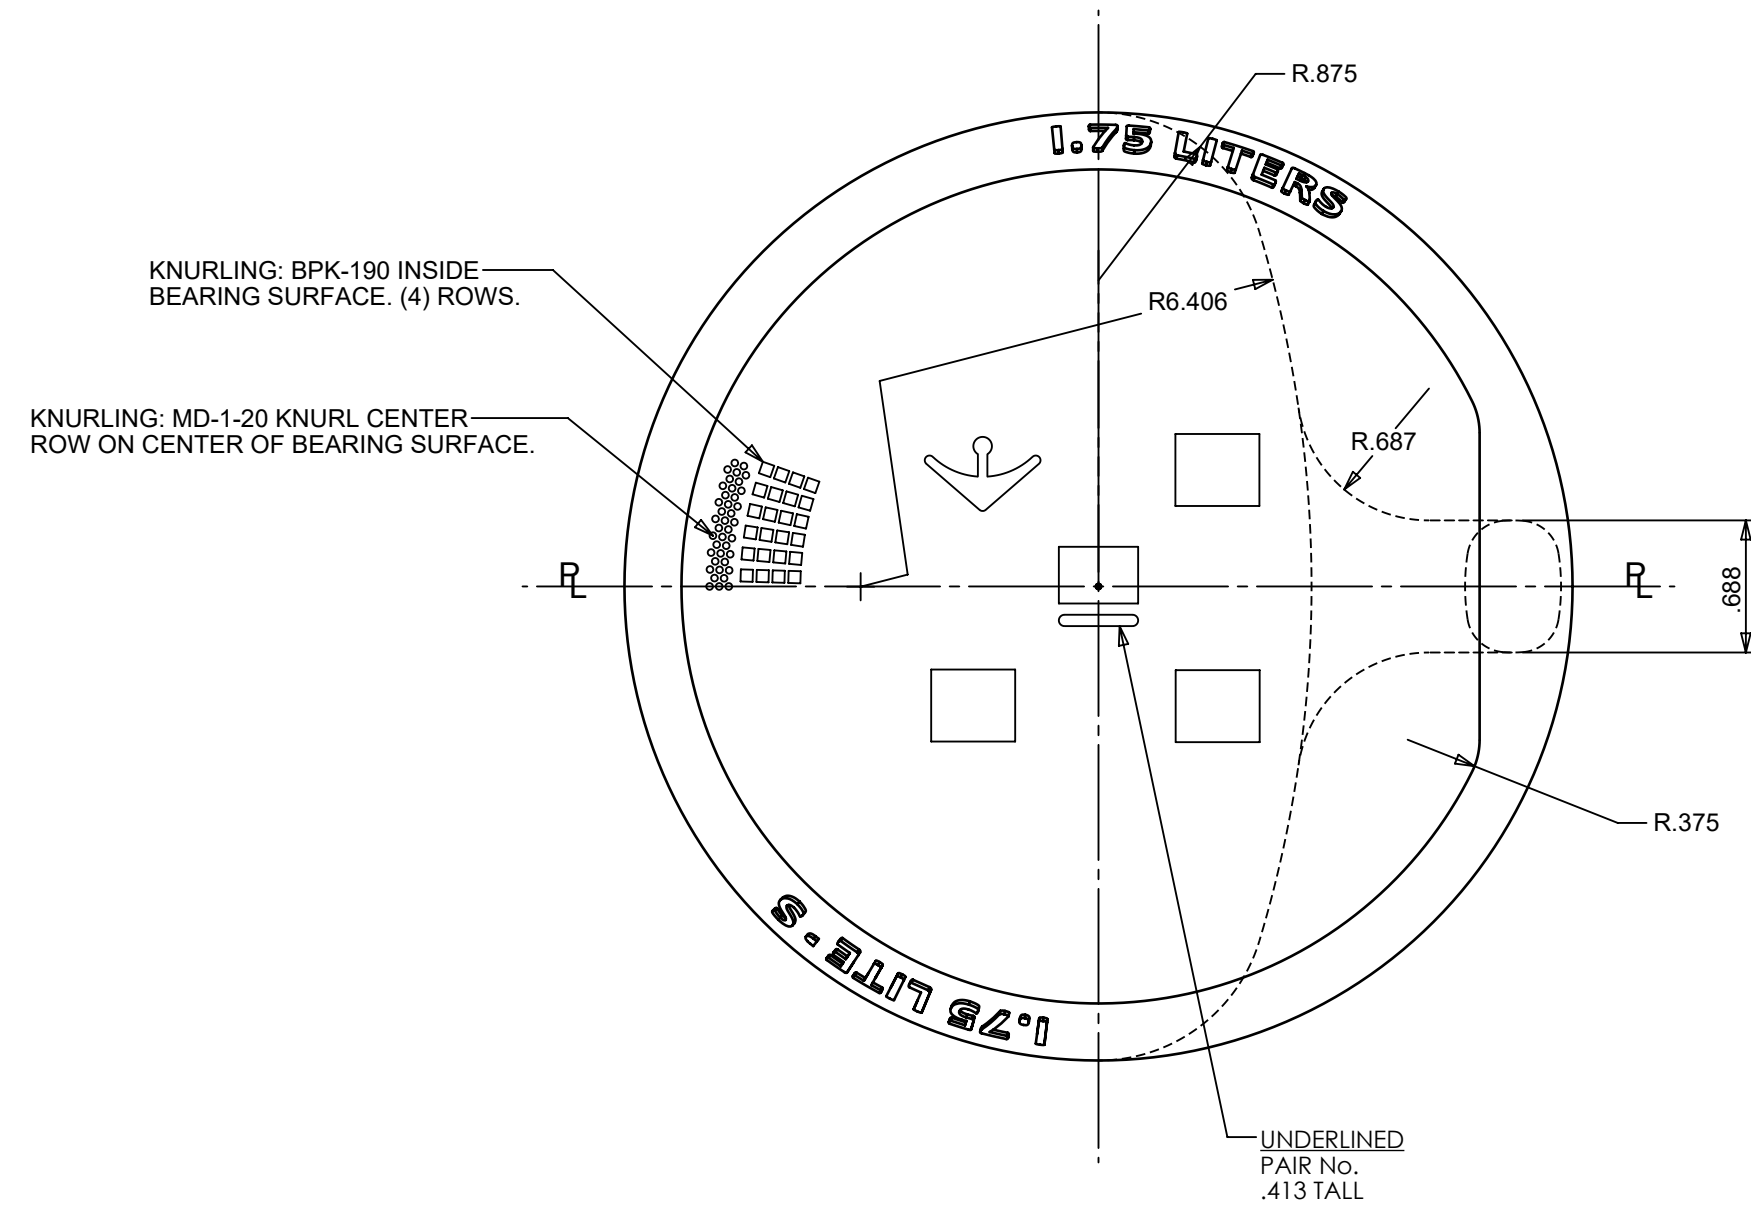 R.875
1.75 LITERS
KNURLING: BPK-190 INSIDE
BEARING SURFACE. (4) ROWS.
R6.406
KNURLING: MD-1-20 KNURL CENTER
ROW ON CENTER OF BEARING SURFACE.
R.687
PL
PL
.688
R.375
1.75 LITE·S
UNDERLINED
PAIR No.
.413 TALL